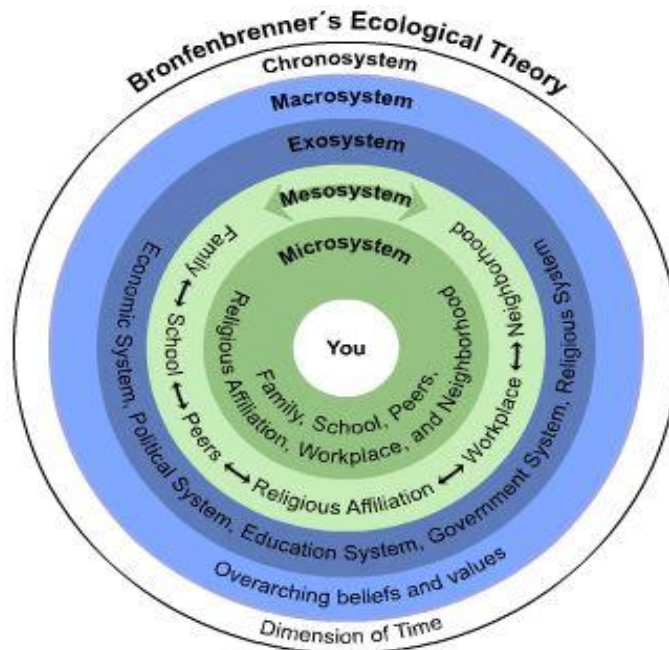 Bronfenbrenner´s Ecological Theory
Chronosystem
Macrosystem
Exosystem
Mesosystem
Microsystem
You
Family, School, Peers,
Religious Affiliation, Workplace, and Neighborhood
Family ↔ School ↔ Peers ↔ Religious Affiliation ↔ Workplace ↔ Neighborhood
Economic System, Political System, Education System, Government System, Religious System
Overarching beliefs and values
Dimension of Time